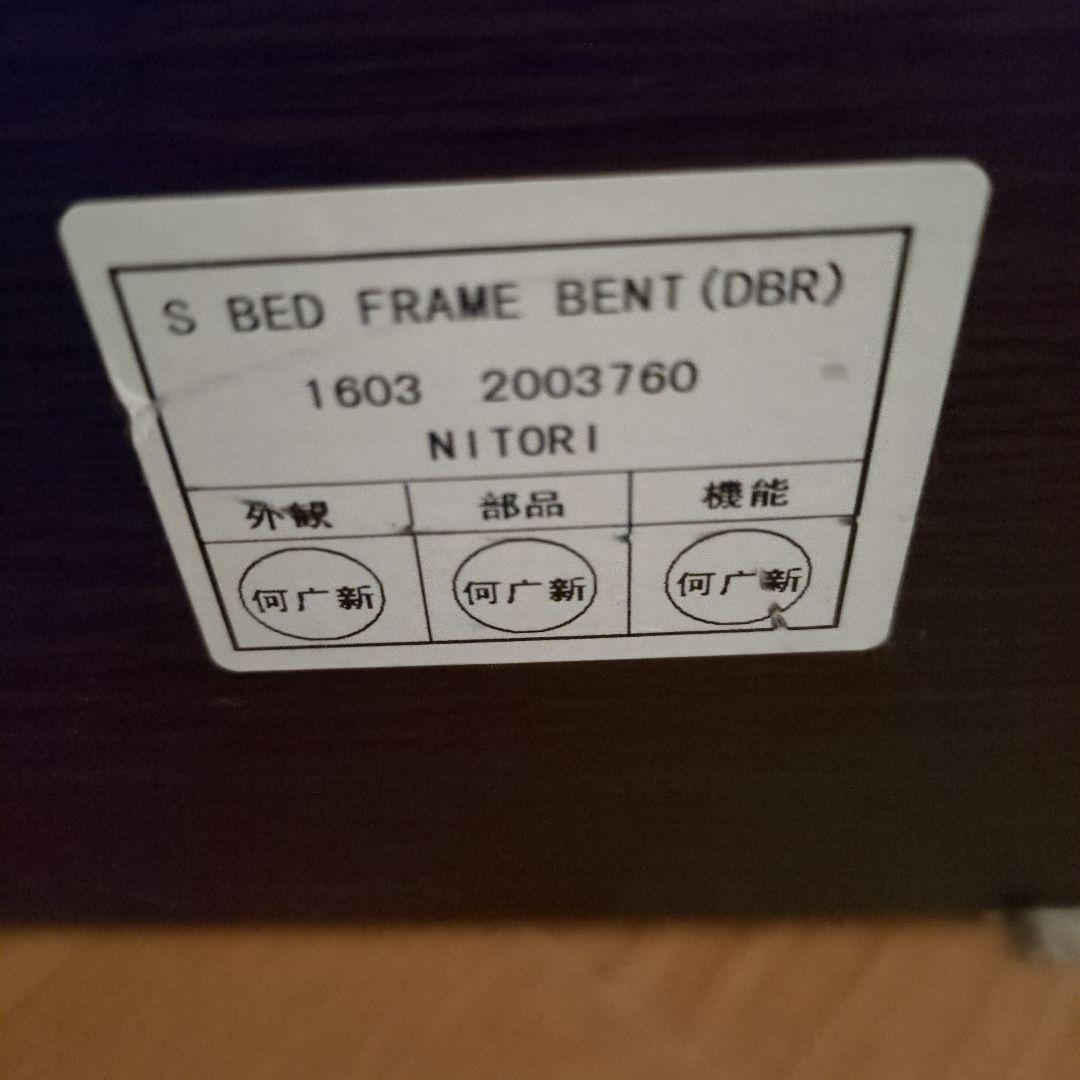 S BED FRAME BENT(DBR)
1603 2003760
NITORI
外観 部品 機能
何广新 何广新 何广新